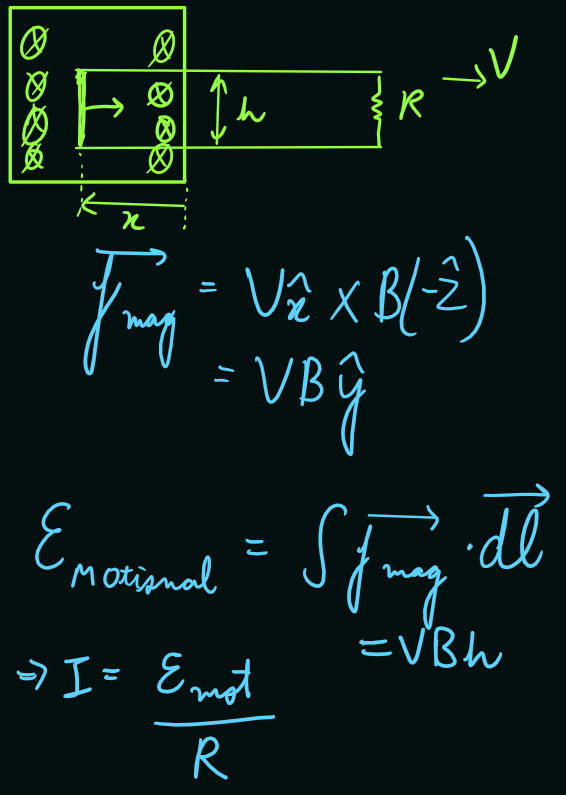 → V
h
R
x
$\vec{f}_{mag} = V\hat{x} \times B(-\hat{z})$
$= VB\hat{y}$
$\mathcal{E}_{Motional} = \int \vec{f}_{mag} \cdot \vec{dl}$
$= VBh$
$\Rightarrow I = \frac{\mathcal{E}_{mot}}{R}$